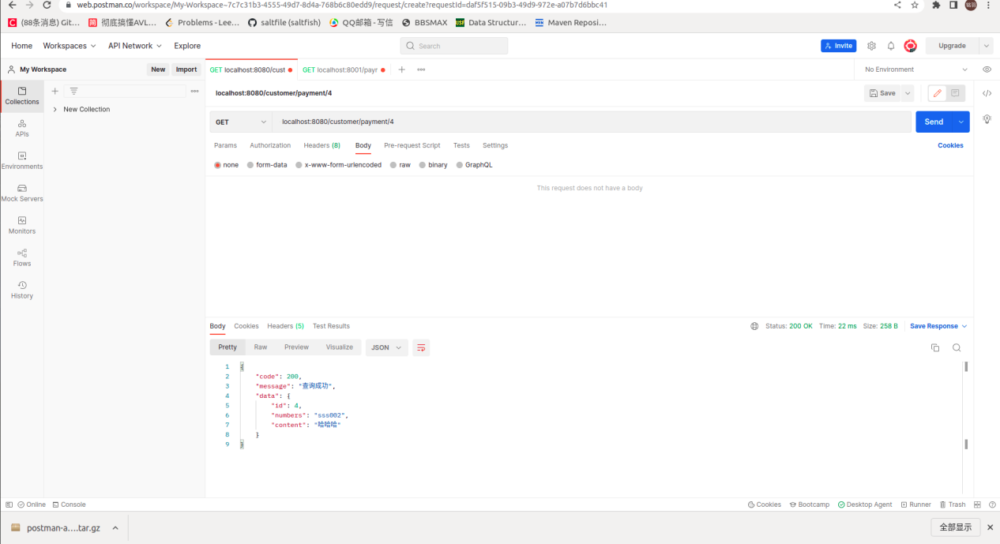 web.postman.co/workspace/My-Workspace~7c7c31b3-4555-49d7-8d4a-768b6c80edd9/request/create?requestId=daf5f515-09b3-49d9-972e-a07b7d6bbc41
(88条消息) Git... 彻底搞懂AVL... Problems - Lee... saltfile (saltfish) QQ邮箱 - 写信 BBSMAX Data Structur... Maven Reposi...
Home Workspaces API Network Explore Search Invite Upgrade
My Workspace New Import GET localhost:8080/cust GET localhost:8001/payr No Environment
Collections
New Collection
APIs
Environments
Mock Servers
Monitors
Flows
History
localhost:8080/customer/payment/4 Save
GET localhost:8080/customer/payment/4 Send
Params Authorization Headers (8) Body Pre-request Script Tests Settings Cookies
none form-data x-www-form-urlencoded raw binary GraphQL
This request does not have a body
Body Cookies Headers (5) Test Results Status: 200 OK Time: 22 ms Size: 258 B Save Response
Pretty Raw Preview Visualize JSON
1 {
2 "code": 200,
3 "message": "查询成功",
4 "data": {
5 "id": 4,
6 "numbers": "sss002",
7 "content": "哈哈哈"
8 }
9 }
Online Console Cookies Bootcamp Desktop Agent Runner Trash
postman-a....tar.gz 全部显示